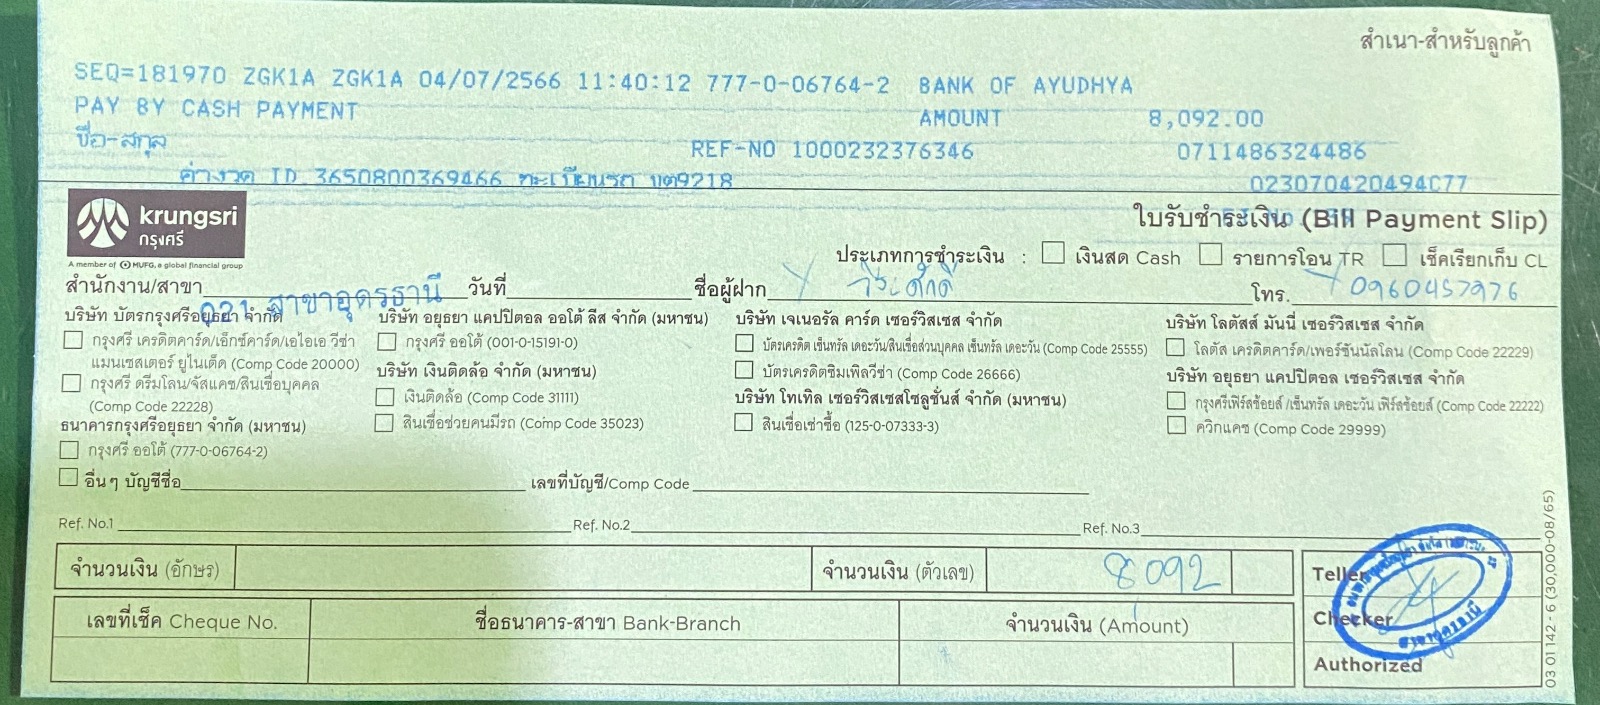 สำเนา-สำหรับลูกค้า
SEQ=181970 ZGK1A ZGK1A 04/07/2566 11:40:12 777-0-06764-2 BANK OF AYUDHYA
PAY BY CASH PAYMENT AMOUNT 8,092.00
ชื่อ-สกุล REF-NO 1000232376346 0711486324486
ค่างวด ID 3650800369466 ทะเบียนรถ 9218 023070420494C77
krungsri
กรุงศรี
A member of MUFG, a global financial group
ใบรับชำระเงิน (Bill Payment Slip)
ประเภทการชำระเงิน : เงินสด Cash รายการโอน TR เช็คเรียกเก็บ CL
สำนักงาน/สาขา 021 สาขาอุดรธานี วันที่ ชื่อผู้ฝาก วีระศักดิ์ โทร. 0960457976
บริษัท บัตรกรุงศรีอยุธยา จำกัด
กรุงศรี เครดิตคาร์ด/เอ็กซ์คาร์ด/เอไอเอ วีซ่า
แมนเชสเตอร์ ยูไนเต็ด (Comp Code 20000)
กรุงศรี ดรีมโลน/จัสแคช/สินเชื่อบุคคล
(Comp Code 22228)
ธนาคารกรุงศรีอยุธยา จำกัด (มหาชน)
กรุงศรี ออโต้ (777-0-06764-2)
บริษัท อยุธยา แคปปิตอล ออโต้ ลีส จำกัด (มหาชน)
กรุงศรี ออโต้ (001-0-15191-0)
บริษัท เงินติดล้อ จำกัด (มหาชน)
เงินติดล้อ (Comp Code 31111)
สินเชื่อช่วยคนมีรถ (Comp Code 35023)
บริษัท เจเนอรัล คาร์ด เซอร์วิสเซส จำกัด
บัตรเครดิต เซ็นทรัล เดอะวัน/สินเชื่อส่วนบุคคล เซ็นทรัล เดอะวัน (Comp Code 25555)
บัตรเครดิตซิมเพิลวีซ่า (Comp Code 26666)
บริษัท โทเทิล เซอร์วิสเซสโซลูชั่นส์ จำกัด (มหาชน)
สินเชื่อเช่าซื้อ (125-0-07333-3)
บริษัท โลตัสส์ มันนี่ เซอร์วิสเซส จำกัด
โลตัส เครดิตคาร์ด/เพอร์ซันนัลโลน (Comp Code 22229)
บริษัท อยุธยา แคปปิตอล เซอร์วิสเซส จำกัด
กรุงศรีเฟิร์สช้อยส์ /เซ็นทรัล เดอะวัน เฟิร์สช้อยส์ (Comp Code 22222)
ควิกแคช (Comp Code 29999)
อื่นๆ บัญชีชื่อ เลขที่บัญชี/Comp Code
Ref. No.1 Ref. No.2 Ref. No.3
จำนวนเงิน (อักษร) จำนวนเงิน (ตัวเลข) 8092
เลขที่เช็ค Cheque No. ชื่อธนาคาร-สาขา Bank-Branch จำนวนเงิน (Amount)
Teller
Checker
Authorized
สาขาอุดรธานี
03 01 142 - 6 (30,000-08/65)